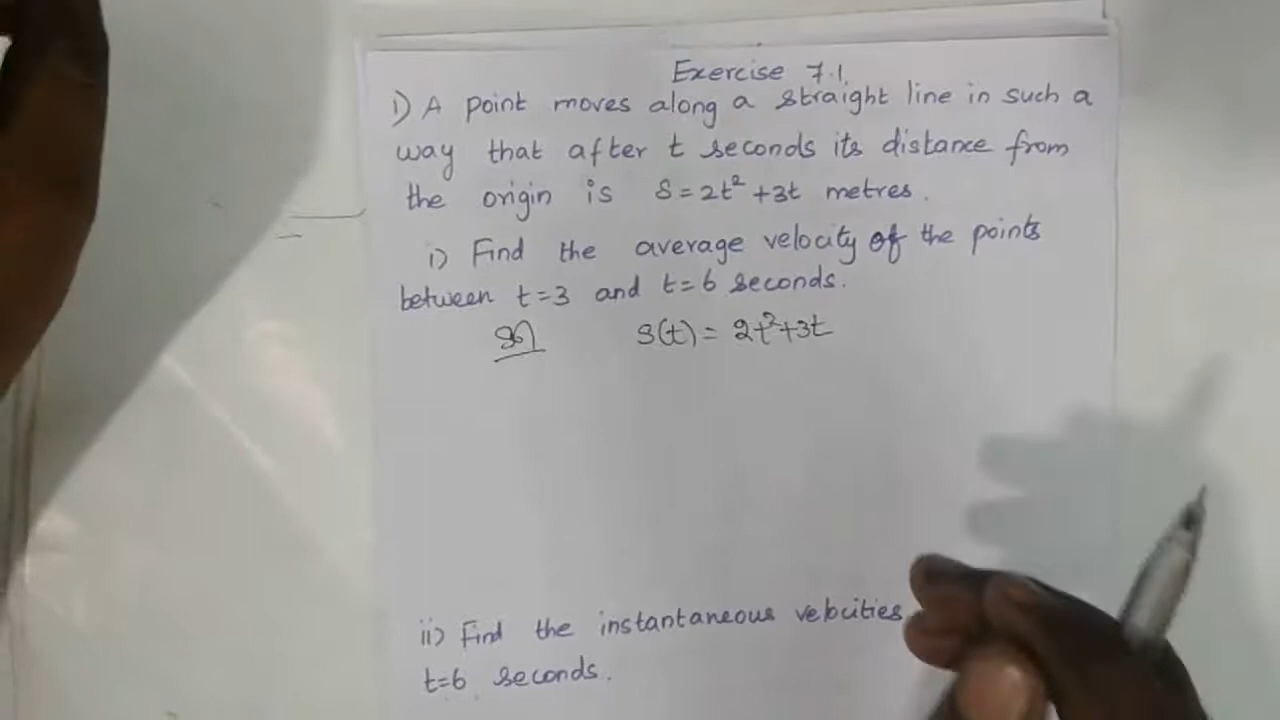 Exercise 7.1
1) A point moves along a straight line in such a
way that after t seconds its distance from
the origin is S = 2t² + 3t metres.
i) Find the average velocity of the points
between t=3 and t=6 seconds.
S(t) = 2t²+3t
ii) Find the instantaneous velocities
t=6 seconds.